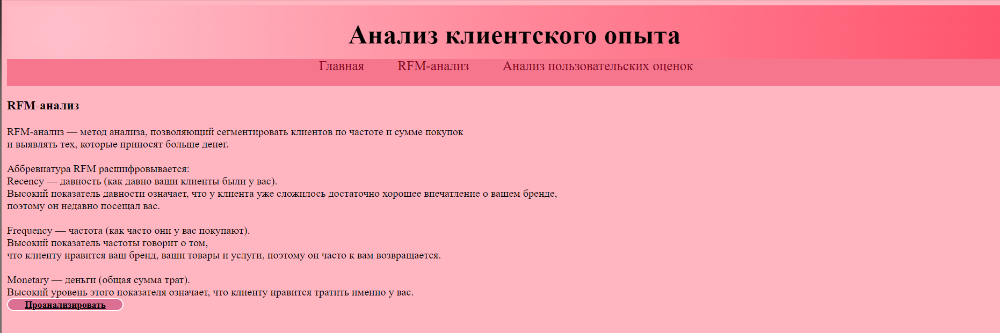 Анализ клиентского опыта
Главная RFM-анализ Анализ пользовательских оценок
RFM-анализ
RFM-анализ — метод анализа, позволяющий сегментировать клиентов по частоте и сумме покупок
и выявлять тех, которые приносят больше денег.
Аббревиатура RFM расшифровывается:
Recency — давность (как давно ваши клиенты были у вас).
Высокий показатель давности означает, что у клиента уже сложилось достаточно хорошее впечатление о вашем бренде,
поэтому он недавно посещал вас.
Frequency — частота (как часто они у вас покупают).
Высокий показатель частоты говорит о том,
что клиенту нравится ваш бренд, ваши товары и услуги, поэтому он часто к вам возвращается.
Monetary — деньги (общая сумма трат).
Высокий уровень этого показателя означает, что клиенту нравится тратить именно у вас.
Проанализировать